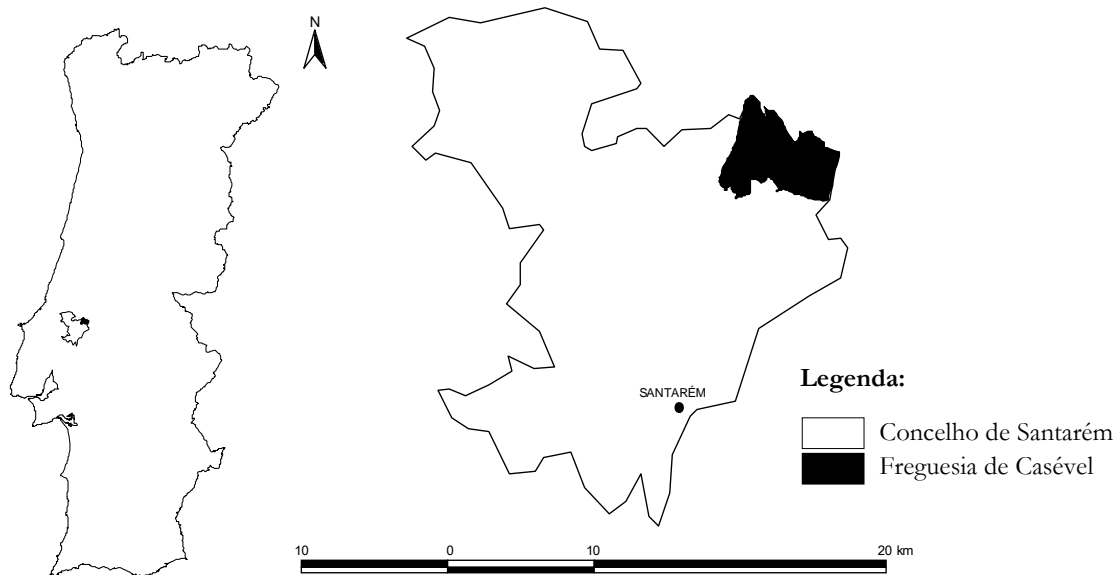 N
SANTARÉM
Legenda:
Concelho de Santarém
Freguesia de Casével
10 0 10 20 km